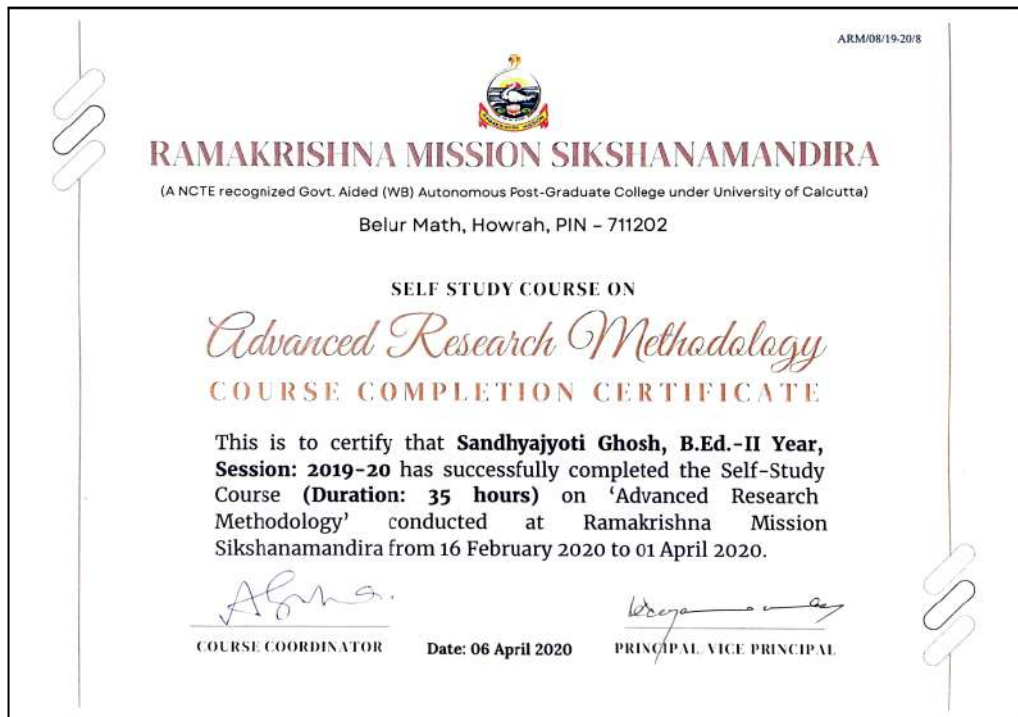 ARM/08/19-20/8
RAMAKRISHNA MISSION
RAMAKRISHNA MISSION SIKSHANAMANDIRA
(A NCTE recognized Govt. Aided (WB) Autonomous Post-Graduate College under University of Calcutta)
Belur Math, Howrah, PIN – 711202
SELF STUDY COURSE ON
Advanced Research Methodology
COURSE COMPLETION CERTIFICATE
This is to certify that Sandhyajyoti Ghosh, B.Ed.-II Year,
Session: 2019-20 has successfully completed the Self-Study
Course (Duration: 35 hours) on ‘Advanced Research
Methodology’ conducted at Ramakrishna Mission
Sikshanamandira from 16 February 2020 to 01 April 2020.
COURSE COORDINATOR
Date: 06 April 2020
PRINCIPAL/VICE PRINCIPAL